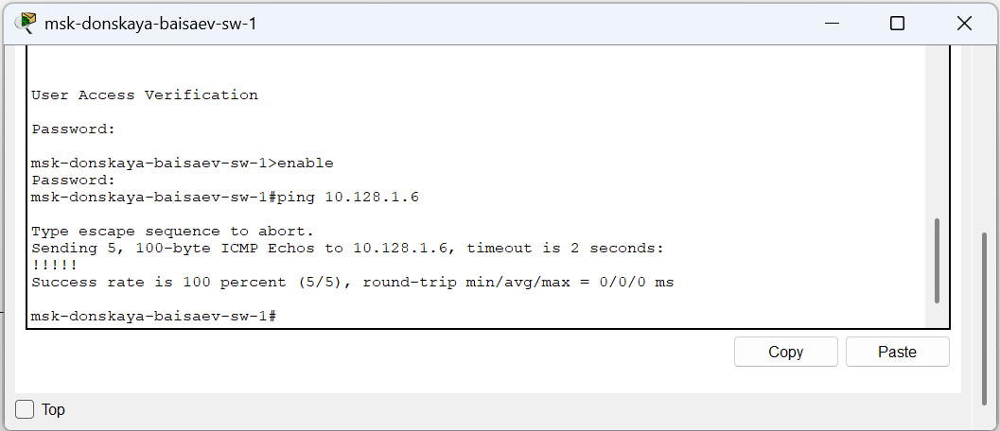 msk-donskaya-baisaev-sw-1
User Access Verification
Password:
msk-donskaya-baisaev-sw-1>enable
Password:
msk-donskaya-baisaev-sw-1#ping 10.128.1.6
Type escape sequence to abort.
Sending 5, 100-byte ICMP Echos to 10.128.1.6, timeout is 2 seconds:
!!!!!
Success rate is 100 percent (5/5), round-trip min/avg/max = 0/0/0 ms
msk-donskaya-baisaev-sw-1#
Copy Paste
Top